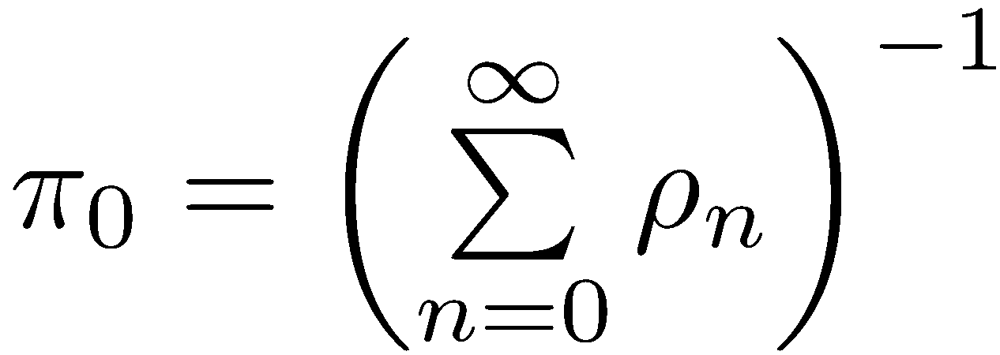 π₀ = (∑_{n=0}^{∞} ρₙ)^{−1}